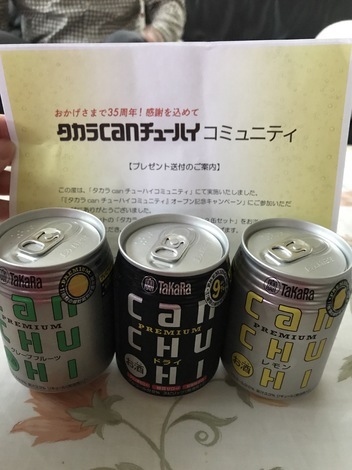 おかげさまで35周年！感謝を込めて
タカラcanチューハイ コミュニティ
【プレゼント送付のご案内】
この度は、「タカラcanチューハイコミュニティ」にて実施いたしました、
「『タカラcanチューハイコミュニティ』オープン記念キャンペーン」にご参加いただ
ありがとうございました。
TaKaRa
can
PREMIUM
CHU
HI
グレープフルーツ
TaKaRa
9%
can
PREMIUM
CHU
ドライ
HI
お酒
TaKaRa
can
PREMIUM
CHU
レモン
HI
お酒